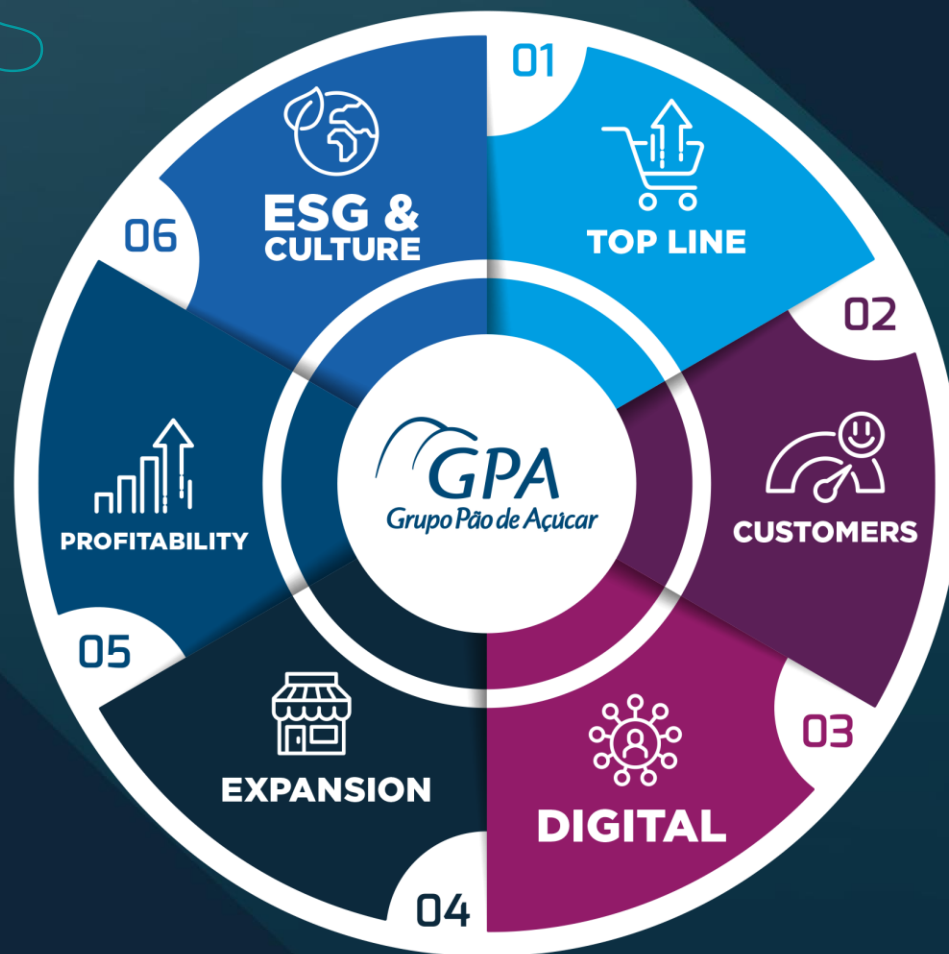 01
TOP LINE
02
CUSTOMERS
03
DIGITAL
04
EXPANSION
05
PROFITABILITY
06
ESG &
CULTURE
GPA
Grupo Pão de Açúcar